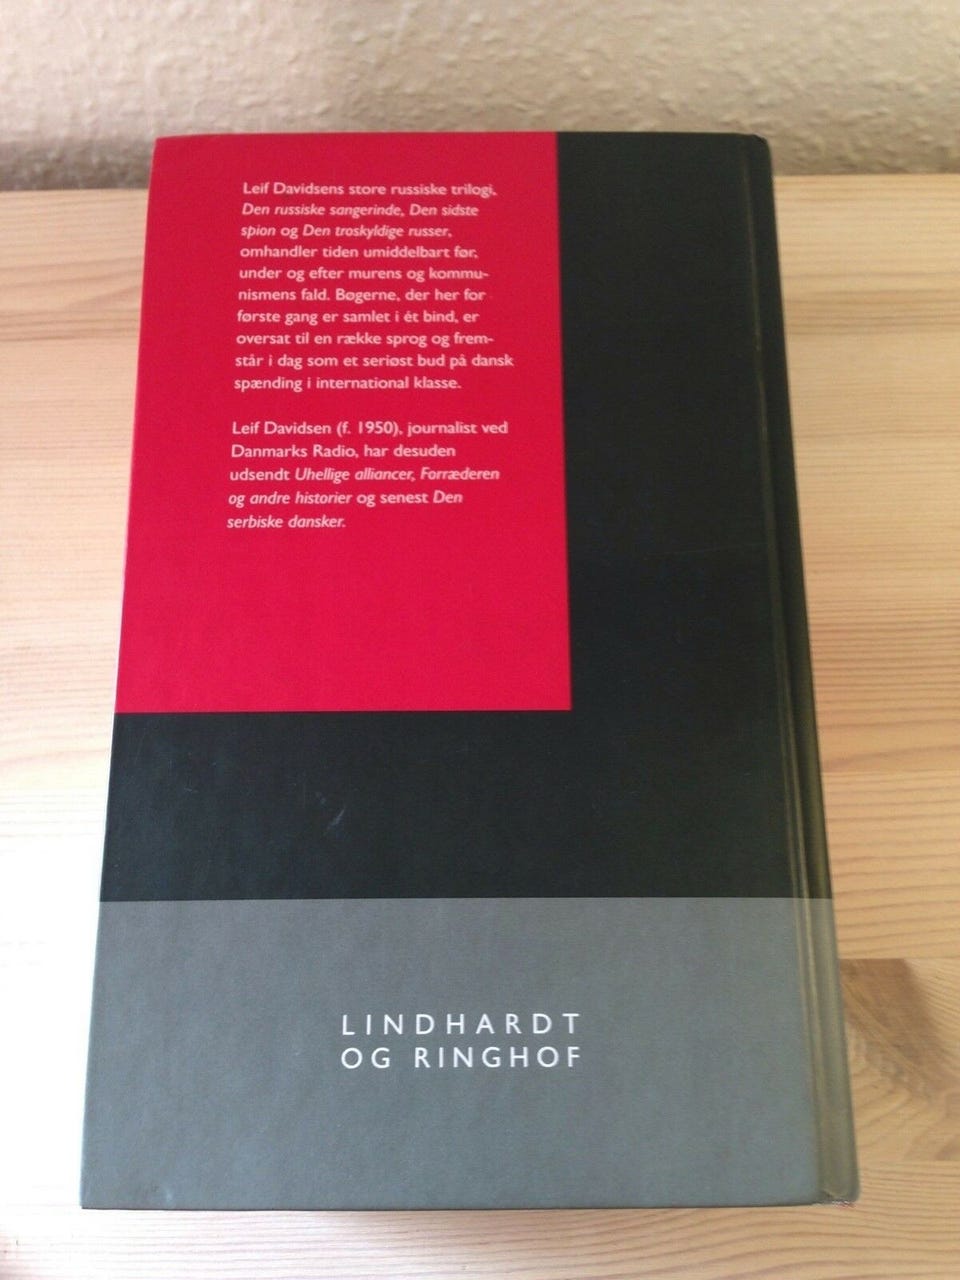 Leif Davidsens store russiske trilogi,
Den russiske sangerinde, Den sidste
spion og Den troskyldige russer,
omhandler tiden umiddelbart før,
under og efter murens og kommu-
nismens fald. Bøgerne, der her for
første gang er samlet i ét bind, er
oversat til en række sprog og frem-
står i dag som et seriøst bud på dansk
spænding i international klasse.
Leif Davidsen (f. 1950), journalist ved
Danmarks Radio, har desuden
udsendt Uhellige alliancer, Forræderen
og andre historier og senest Den
serbiske dansker.
LINDHARDT
OG RINGHOF